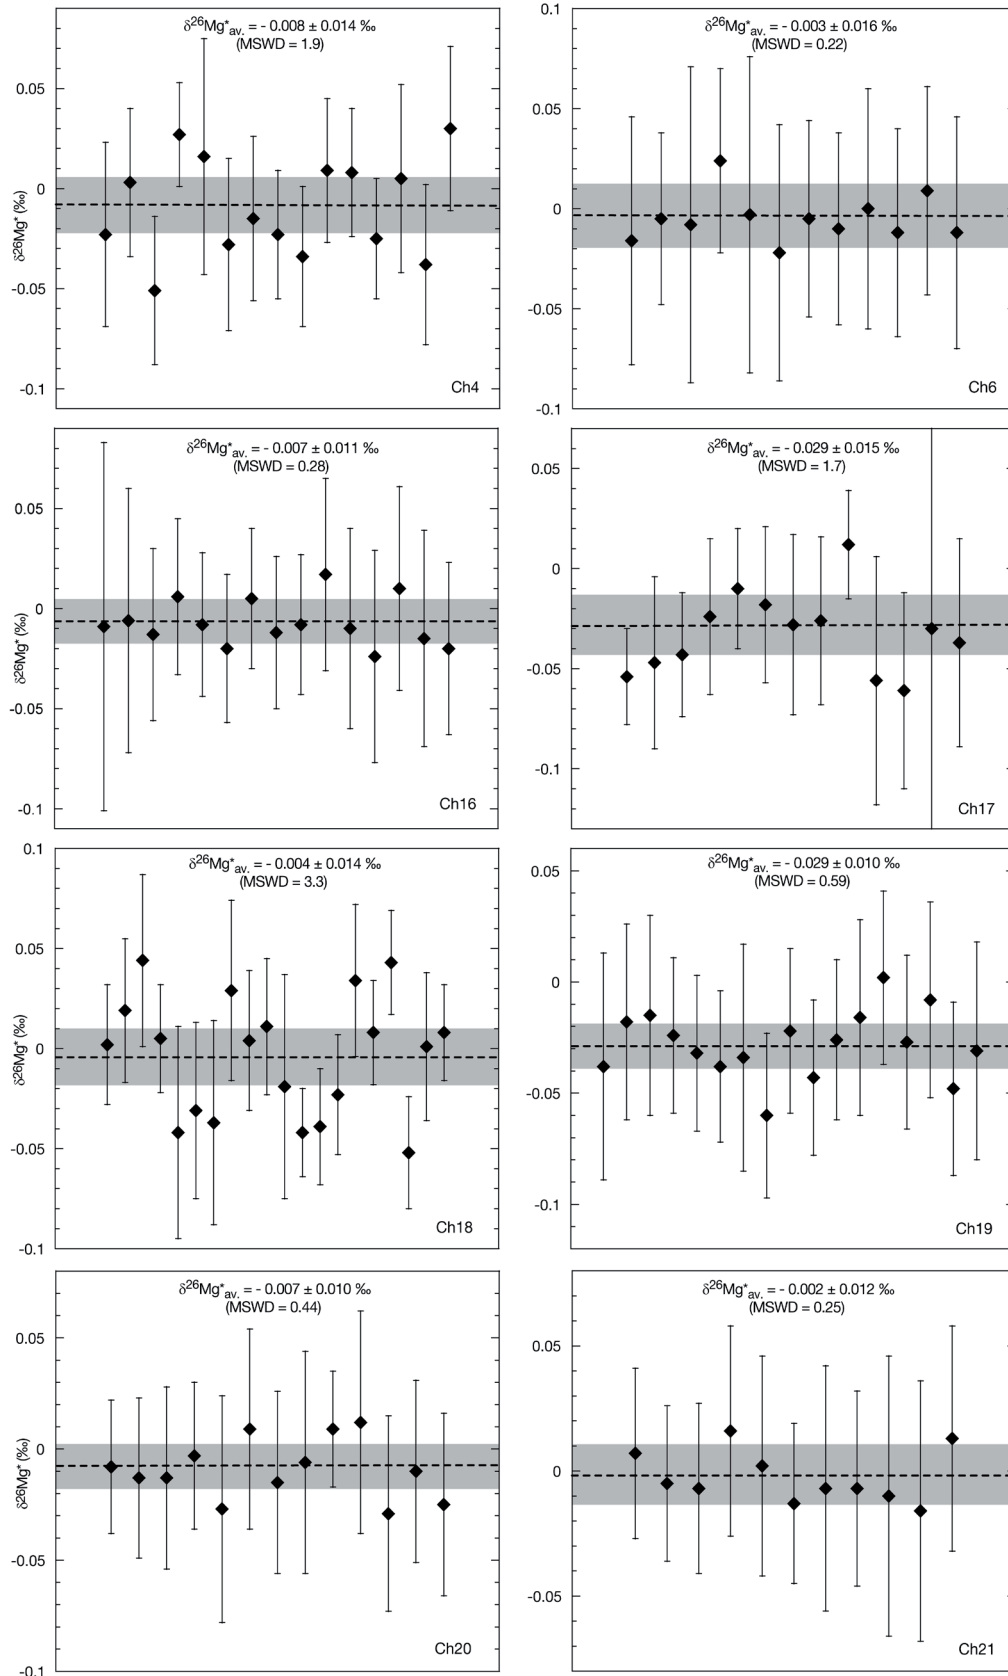 δ26Mg*av. = - 0.008 ± 0.014 ‰
(MSWD = 1.9)
0.05
0
-0.05
-0.1
δ26Mg* (‰)
Ch4
δ26Mg*av. = - 0.003 ± 0.016 ‰
(MSWD = 0.22)
0.1
0.05
0
-0.05
-0.1
Ch6
δ26Mg*av. = - 0.007 ± 0.011 ‰
(MSWD = 0.28)
0.05
0
-0.05
-0.1
δ26Mg* (‰)
Ch16
δ26Mg*av. = - 0.029 ± 0.015 ‰
(MSWD = 1.7)
0.05
0
-0.05
-0.1
Ch17
δ26Mg*av. = - 0.004 ± 0.014 ‰
(MSWD = 3.3)
0.1
0.05
0
-0.05
-0.1
δ26Mg* (‰)
Ch18
δ26Mg*av. = - 0.029 ± 0.010 ‰
(MSWD = 0.59)
0.05
0
-0.05
-0.1
Ch19
δ26Mg*av. = - 0.007 ± 0.010 ‰
(MSWD = 0.44)
0.05
0
-0.05
-0.1
δ26Mg* (‰)
Ch20
δ26Mg*av. = - 0.002 ± 0.012 ‰
(MSWD = 0.25)
0.05
0
-0.05
Ch21